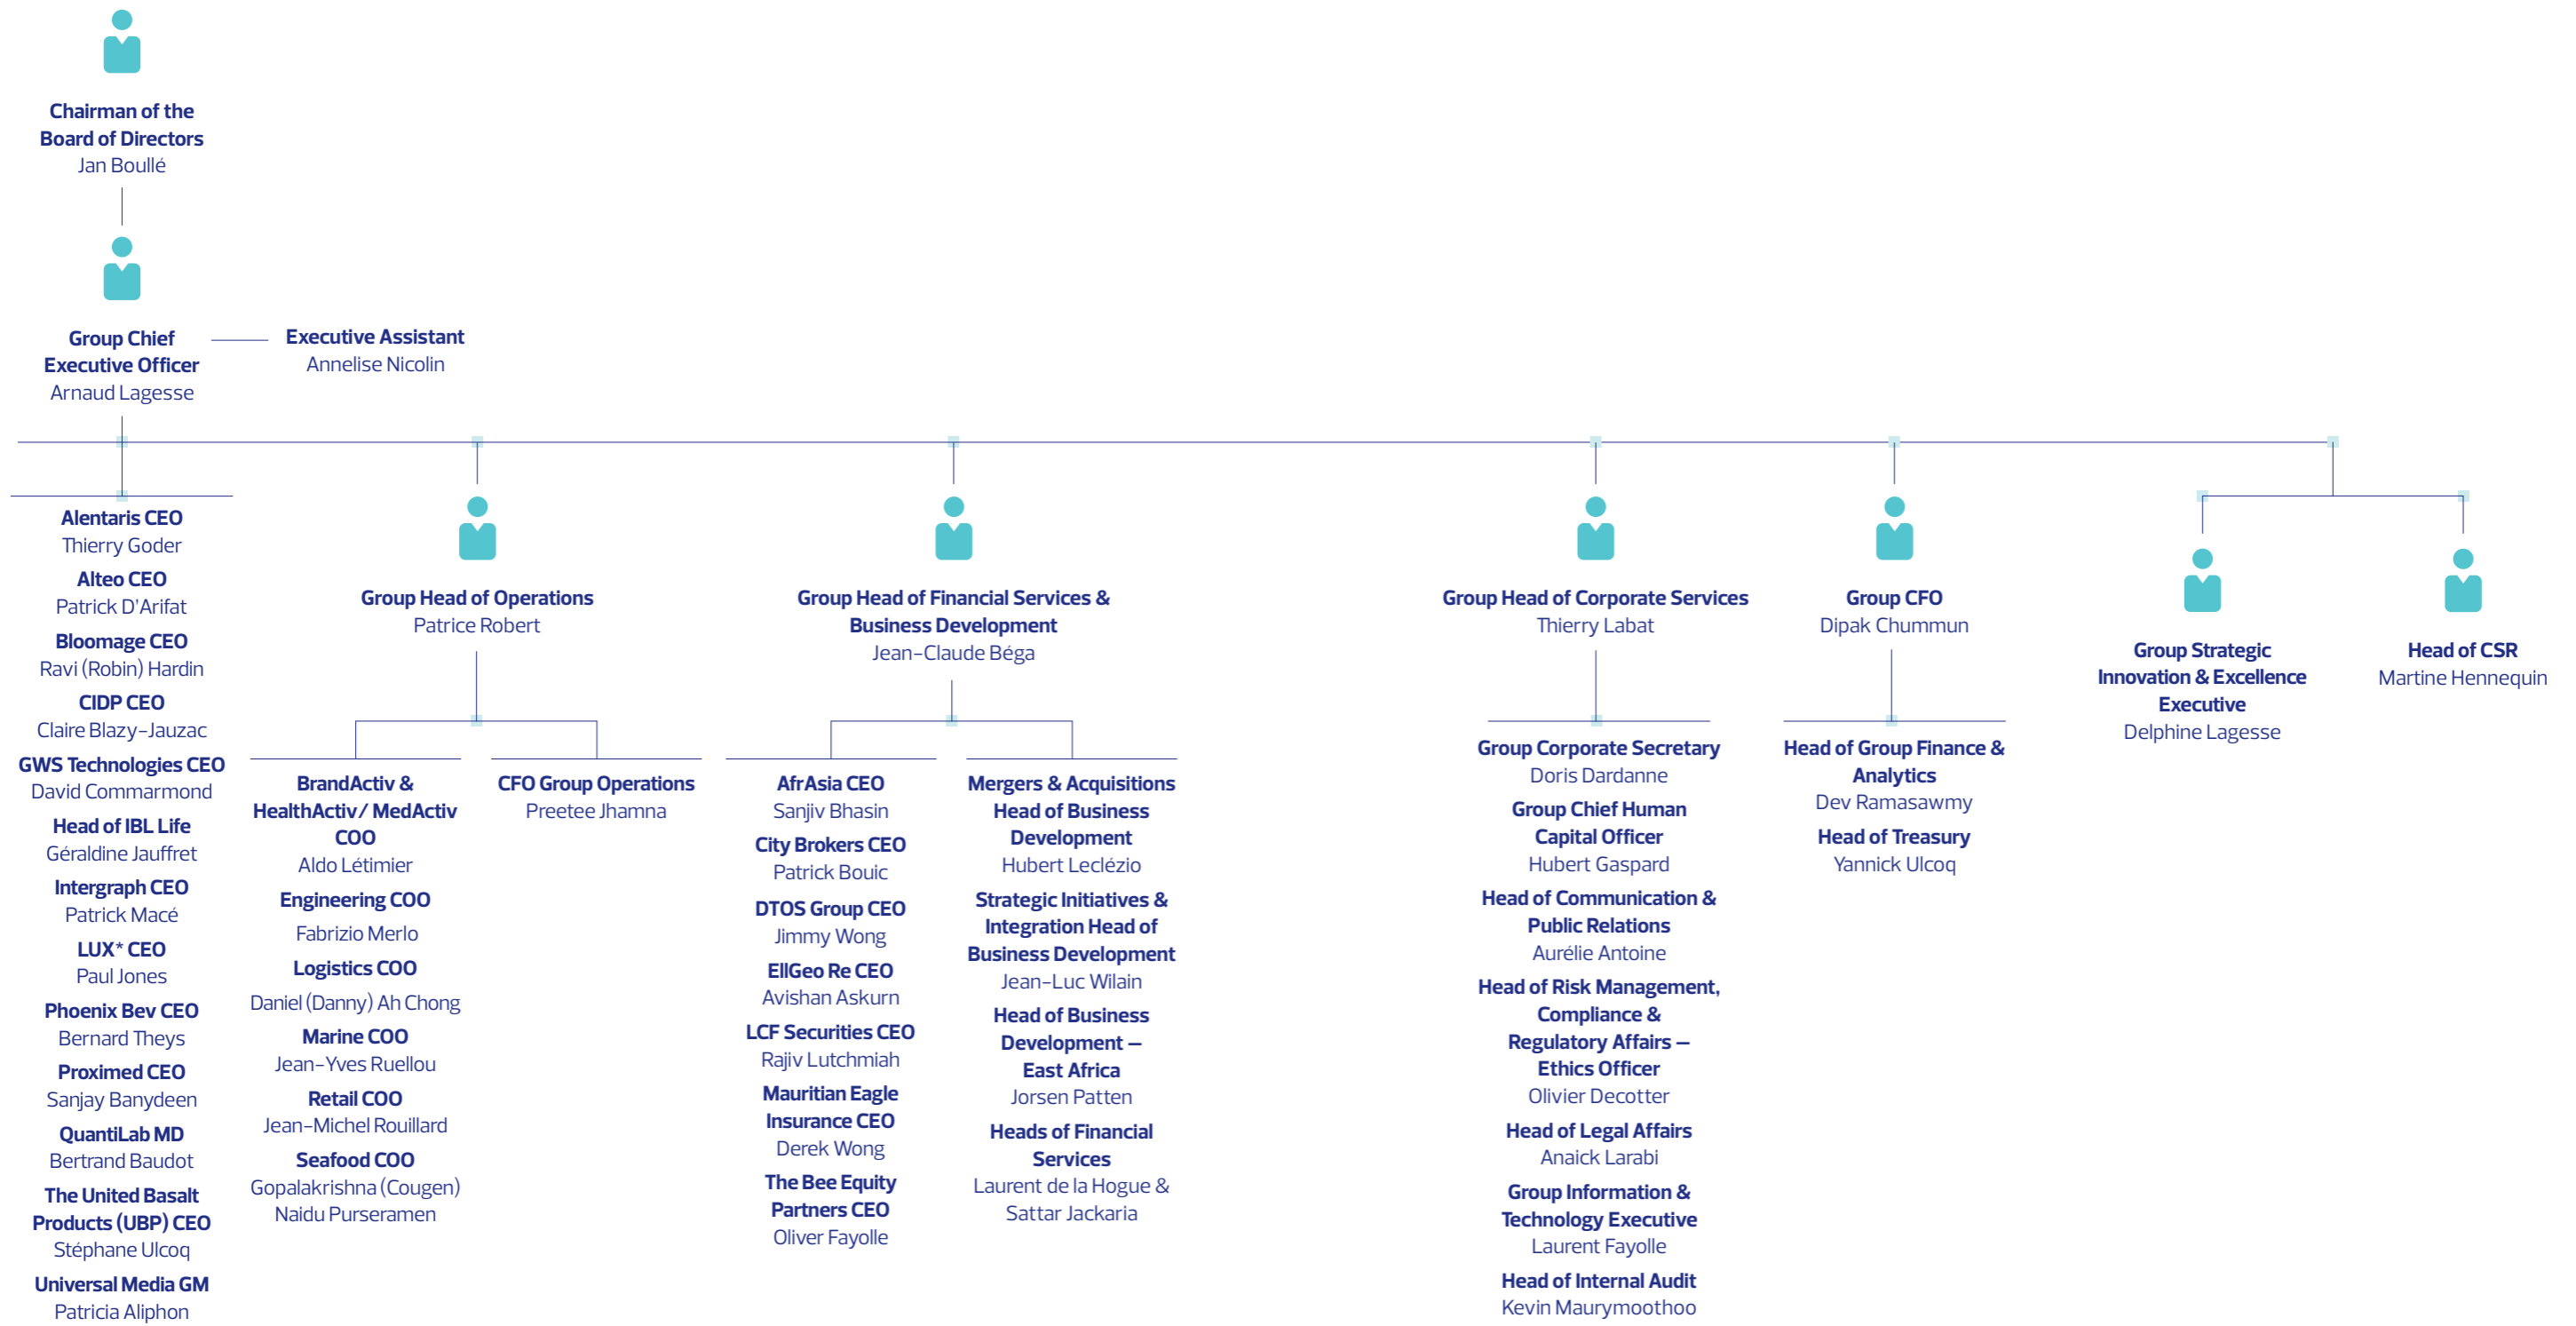 Chairman of the
Board of Directors
Jan Boullé
Group Chief
Executive Officer
Arnaud Lagesse
Executive Assistant
Annelise Nicolin
Alentaris CEO
Thierry Goder
Alteo CEO
Patrick D’Arifat
Bloomage CEO
Ravi (Robin) Hardin
CIDP CEO
Claire Blazy-Jauzac
GWS Technologies CEO
David Commarmond
Head of IBL Life
Géraldine Jauffret
Intergraph CEO
Patrick Macé
LUX* CEO
Paul Jones
Phoenix Bev CEO
Bernard Theys
Proximed CEO
Sanjay Banydeen
QuantiLab MD
Bertrand Baudot
The United Basalt
Products (UBP) CEO
Stéphane Ulcoq
Universal Media GM
Patricia Aliphon
Group Head of Operations
Patrice Robert
BrandActiv &
HealthActiv/ MedActiv
COO
Aldo Létimier
Engineering COO
Fabrizio Merlo
Logistics COO
Daniel (Danny) Ah Chong
Marine COO
Jean-Yves Ruellou
Retail COO
Jean-Michel Rouillard
Seafood COO
Gopalakrishna (Cougen)
Naidu Purseramen
CFO Group Operations
Preetee Jhamna
Group Head of Financial Services &
Business Development
Jean-Claude Béga
AfrAsia CEO
Sanjiv Bhasin
City Brokers CEO
Patrick Bouic
DTOS Group CEO
Jimmy Wong
EllGeo Re CEO
Avishan Askurn
LCF Securities CEO
Rajiv Lutchmiah
Mauritian Eagle
Insurance CEO
Derek Wong
The Bee Equity
Partners CEO
Oliver Fayolle
Mergers & Acquisitions
Head of Business
Development
Hubert Leclézio
Strategic Initiatives &
Integration Head of
Business Development
Jean-Luc Wilain
Head of Business
Development –
East Africa
Jorsen Patten
Heads of Financial
Services
Laurent de la Hogue &
Sattar Jackaria
Group Head of Corporate Services
Thierry Labat
Group Corporate Secretary
Doris Dardanne
Group Chief Human
Capital Officer
Hubert Gaspard
Head of Communication &
Public Relations
Aurélie Antoine
Head of Risk Management,
Compliance &
Regulatory Affairs –
Ethics Officer
Olivier Decotter
Head of Legal Affairs
Anaick Larabi
Group Information &
Technology Executive
Laurent Fayolle
Head of Internal Audit
Kevin Maurymoothoo
Group CFO
Dipak Chummun
Head of Group Finance &
Analytics
Dev Ramasawmy
Head of Treasury
Yannick Ulcoq
Group Strategic
Innovation & Excellence
Executive
Delphine Lagesse
Head of CSR
Martine Hennequin